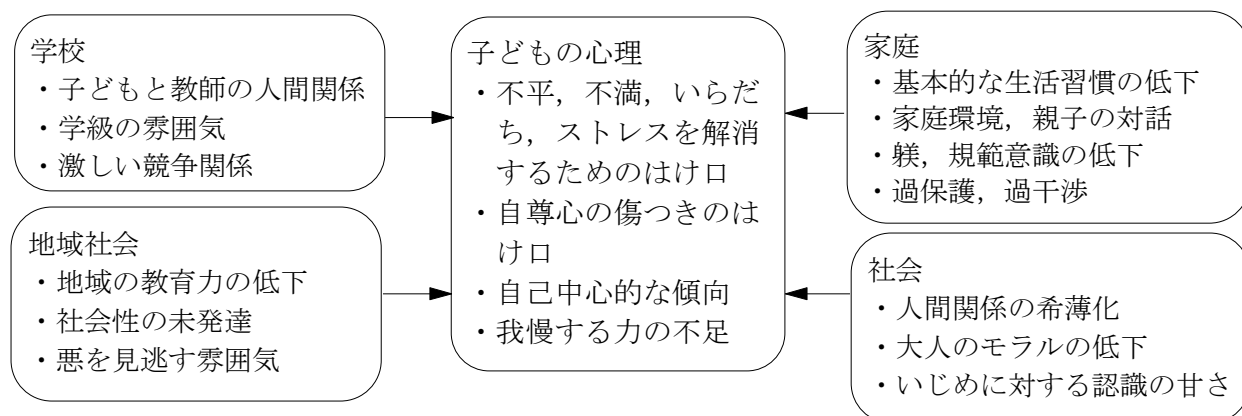 学校
・子どもと教師の人間関係
・学級の雰囲気
・激しい競争関係
地域社会
・地域の教育力の低下
・社会性の未発達
・悪を見逃す雰囲気
子どもの心理
・不平，不満，いらだ
ち，ストレスを解消
するためのはけ口
・自尊心の傷つきのは
け口
・自己中心的な傾向
・我慢する力の不足
家庭
・基本的な生活習慣の低下
・家庭環境，親子の対話
・躾，規範意識の低下
・過保護，過干渉
社会
・人間関係の希薄化
・大人のモラルの低下
・いじめに対する認識の甘さ